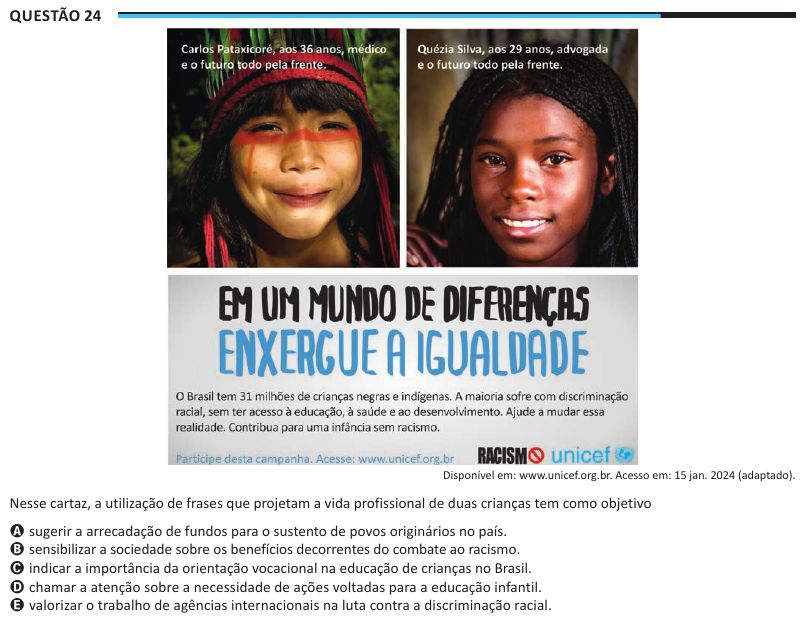 QUESTÃO 24
Carlos Pataxicoré, aos 36 anos, médico
e o futuro todo pela frente.
Quézia Silva, aos 29 anos, advogada
e o futuro todo pela frente.
EM UM MUNDO DE DIFERENÇAS
ENXERGUE A IGUALDADE
O Brasil tem 31 milhões de crianças negras e indígenas. A maioria sofre com discriminação
racial, sem ter acesso à educação, à saúde e ao desenvolvimento. Ajude a mudar essa
realidade. Contribua para uma infância sem racismo.
Participe desta campanha. Acesse: www.unicef.org.br
RACISMO unicef
Disponível em: www.unicef.org.br. Acesso em: 15 jan. 2024 (adaptado).
Nesse cartaz, a utilização de frases que projetam a vida profissional de duas crianças tem como objetivo
A sugerir a arrecadação de fundos para o sustento de povos originários no país.
B sensibilizar a sociedade sobre os benefícios decorrentes do combate ao racismo.
C indicar a importância da orientação vocacional na educação de crianças no Brasil.
D chamar a atenção sobre a necessidade de ações voltadas para a educação infantil.
E valorizar o trabalho de agências internacionais na luta contra a discriminação racial.